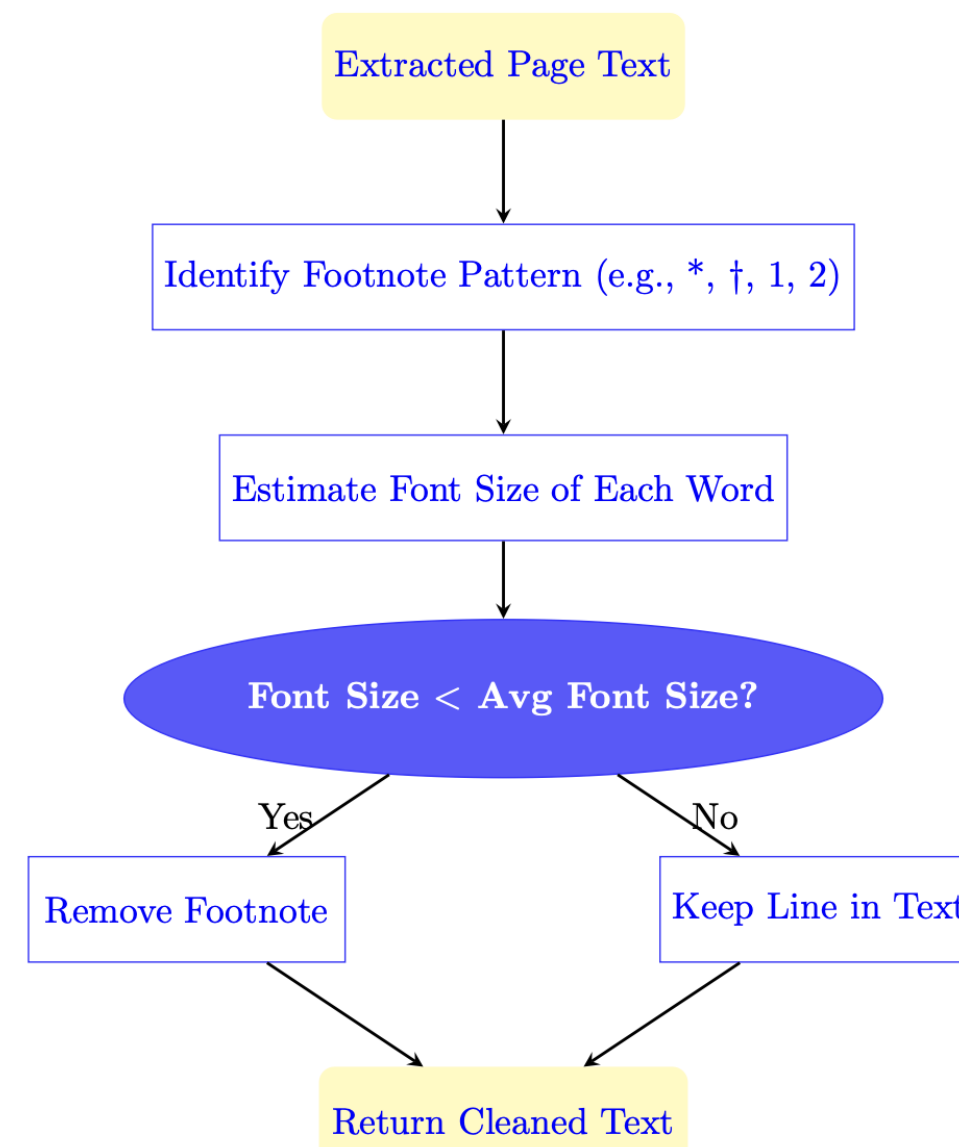 Extracted Page Text
Identify Footnote Pattern (e.g., *, †, 1, 2)
Estimate Font Size of Each Word
Font Size < Avg Font Size?
Yes
No
Remove Footnote
Keep Line in Text
Return Cleaned Text